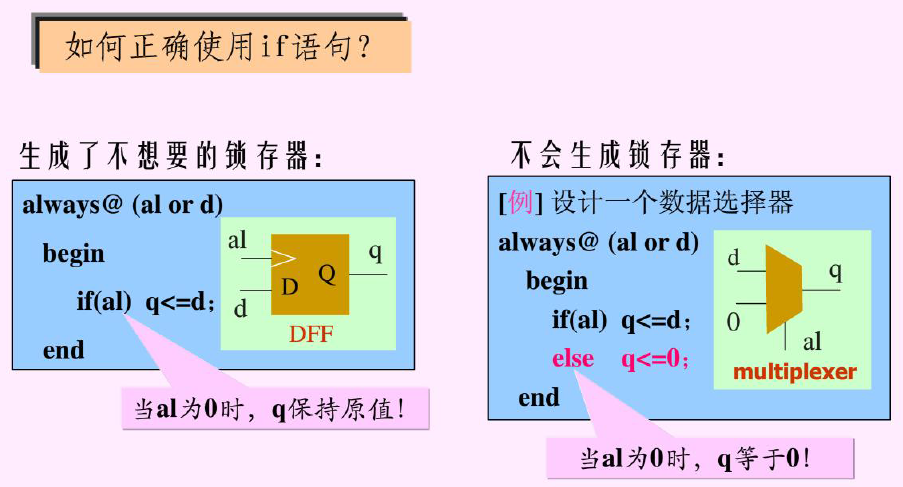 如何正确使用if语句?
生成了不想要的锁存器:
always@ (al or d)
begin
if(al) q<=d;
end
al
d
D
Q
q
DFF
当al为0时，q保持原值!
不会生成锁存器:
[例] 设计一个数据选择器
always@ (al or d)
begin
if(al) q<=d;
else q<=0;
end
d
0
q
al
multiplexer
当al为0时，q等于0!